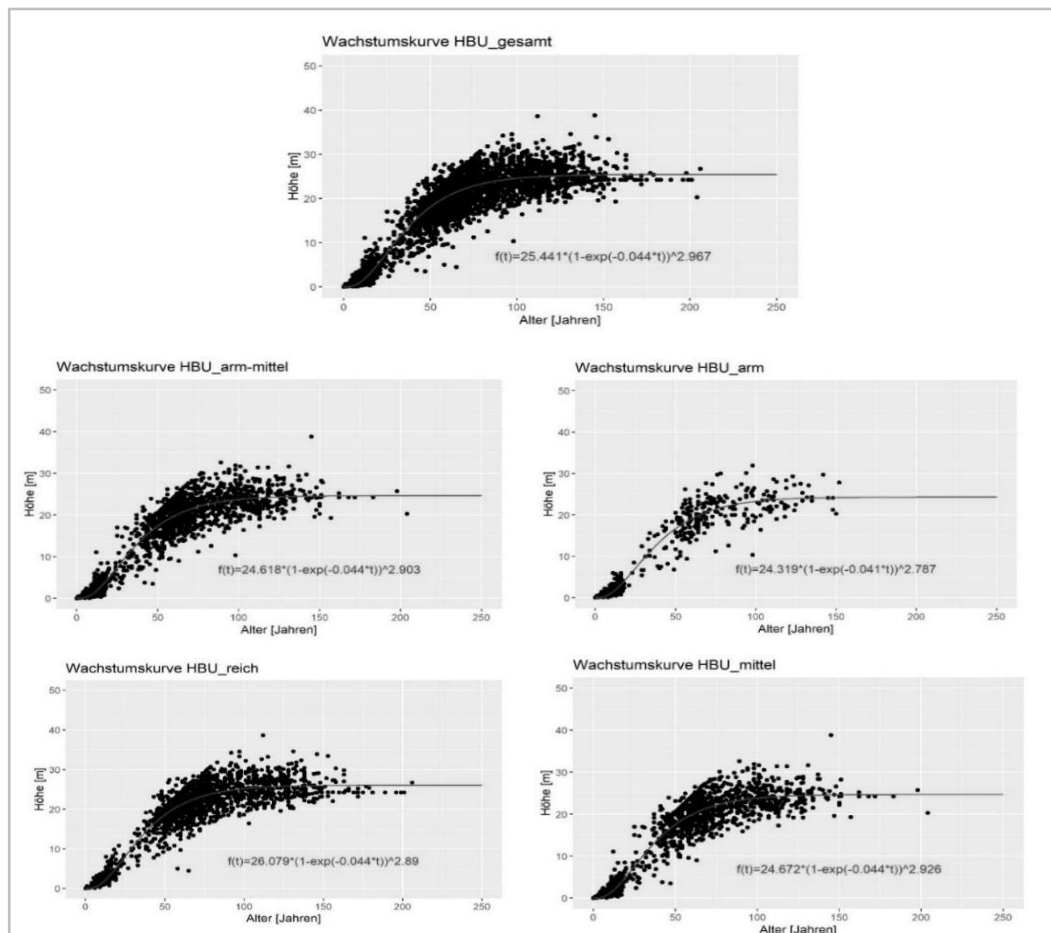 Wachstumskurve HBU_gesamt
50
40
30
20
10
0
Höhe [m]
f(t)=25.441*(1-exp(-0.044*t))^2.967
0 50 100 150 200 250
Alter [Jahren]
Wachstumskurve HBU_arm-mittel
50
40
30
20
10
0
Höhe [m]
f(t)=24.618*(1-exp(-0.044*t))^2.903
0 50 100 150 200 250
Alter [Jahren]
Wachstumskurve HBU_arm
50
40
30
20
10
0
Höhe [m]
f(t)=24.319*(1-exp(-0.041*t))^2.787
0 50 100 150 200 250
Alter [Jahren]
Wachstumskurve HBU_reich
50
40
30
20
10
0
Höhe [m]
f(t)=26.079*(1-exp(-0.044*t))^2.89
0 50 100 150 200 250
Alter [Jahren]
Wachstumskurve HBU_mittel
50
40
30
20
10
0
Höhe [m]
f(t)=24.672*(1-exp(-0.044*t))^2.926
0 50 100 150 200 250
Alter [Jahren]